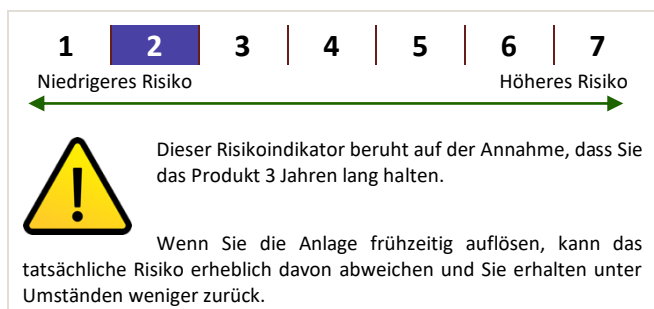 1 2 3 4 5 6 7
Niedrigeres Risiko Höheres Risiko
Dieser Risikoindikator beruht auf der Annahme, dass Sie
das Produkt 3 Jahren lang halten.
Wenn Sie die Anlage frühzeitig auflösen, kann das
tatsächliche Risiko erheblich davon abweichen und Sie erhalten unter
Umständen weniger zurück.